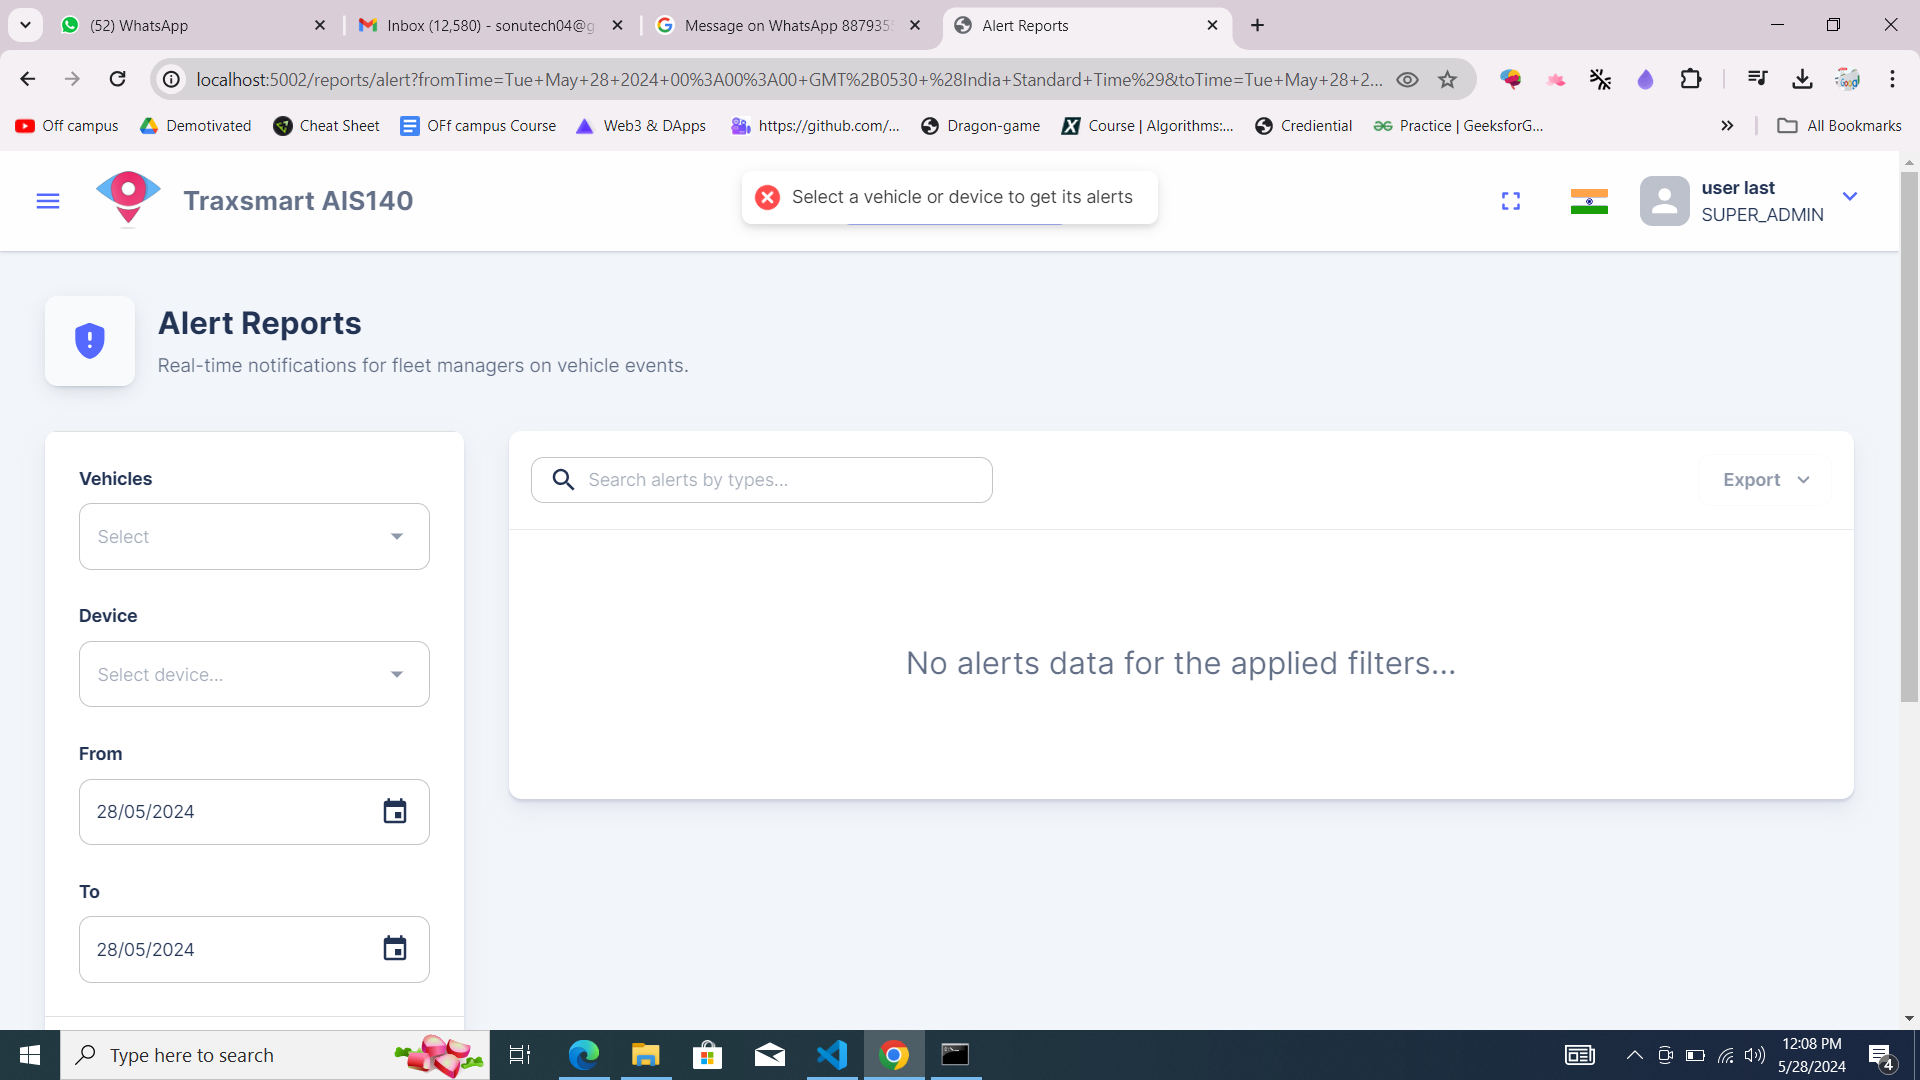 (52) WhatsApp
Inbox (12,580) - sonutech04@g
Message on WhatsApp 887935
Alert Reports
localhost:5002/reports/alert?fromTime=Tue+May+28+2024+00%3A00%3A00+GMT%2B0530+%28India+Standard+Time%29&toTime=Tue+May+28+2...
Off campus
Demotivated
Cheat Sheet
OFf campus Course
Web3 & DApps
https://github.com/...
Dragon-game
Course | Algorithms:...
Crediential
Practice | GeeksforG...
All Bookmarks
Traxsmart AIS140
Select a vehicle or device to get its alerts
user last
SUPER_ADMIN
Alert Reports
Real-time notifications for fleet managers on vehicle events.
Vehicles
Select
Device
Select device...
From
28/05/2024
To
28/05/2024
Search alerts by types...
Export
No alerts data for the applied filters...
Type here to search
12:08 PM
5/28/2024
4